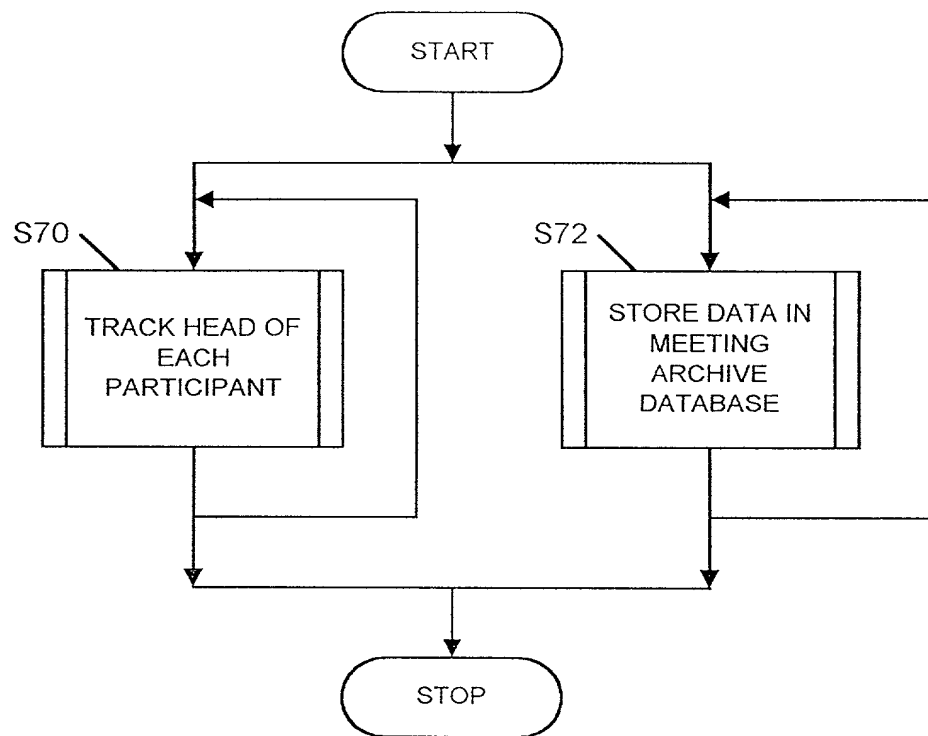 START
S70
TRACK HEAD OF
EACH
PARTICIPANT
S72
STORE DATA IN
MEETING
ARCHIVE
DATABASE
STOP